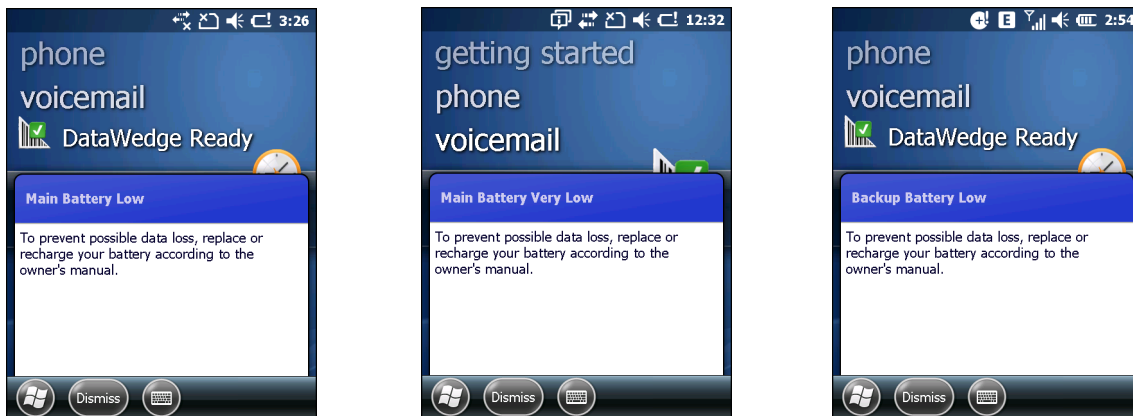 3:26
phone
voicemail
DataWedge Ready
Main Battery Low
To prevent possible data loss, replace or
recharge your battery according to the
owner's manual.
Dismiss
12:32
getting started
phone
voicemail
Main Battery Very Low
To prevent possible data loss, replace or
recharge your battery according to the
owner's manual.
Dismiss
E 2:54
phone
voicemail
DataWedge Ready
Backup Battery Low
To prevent possible data loss, replace or
recharge your battery according to the
owner's manual.
Dismiss